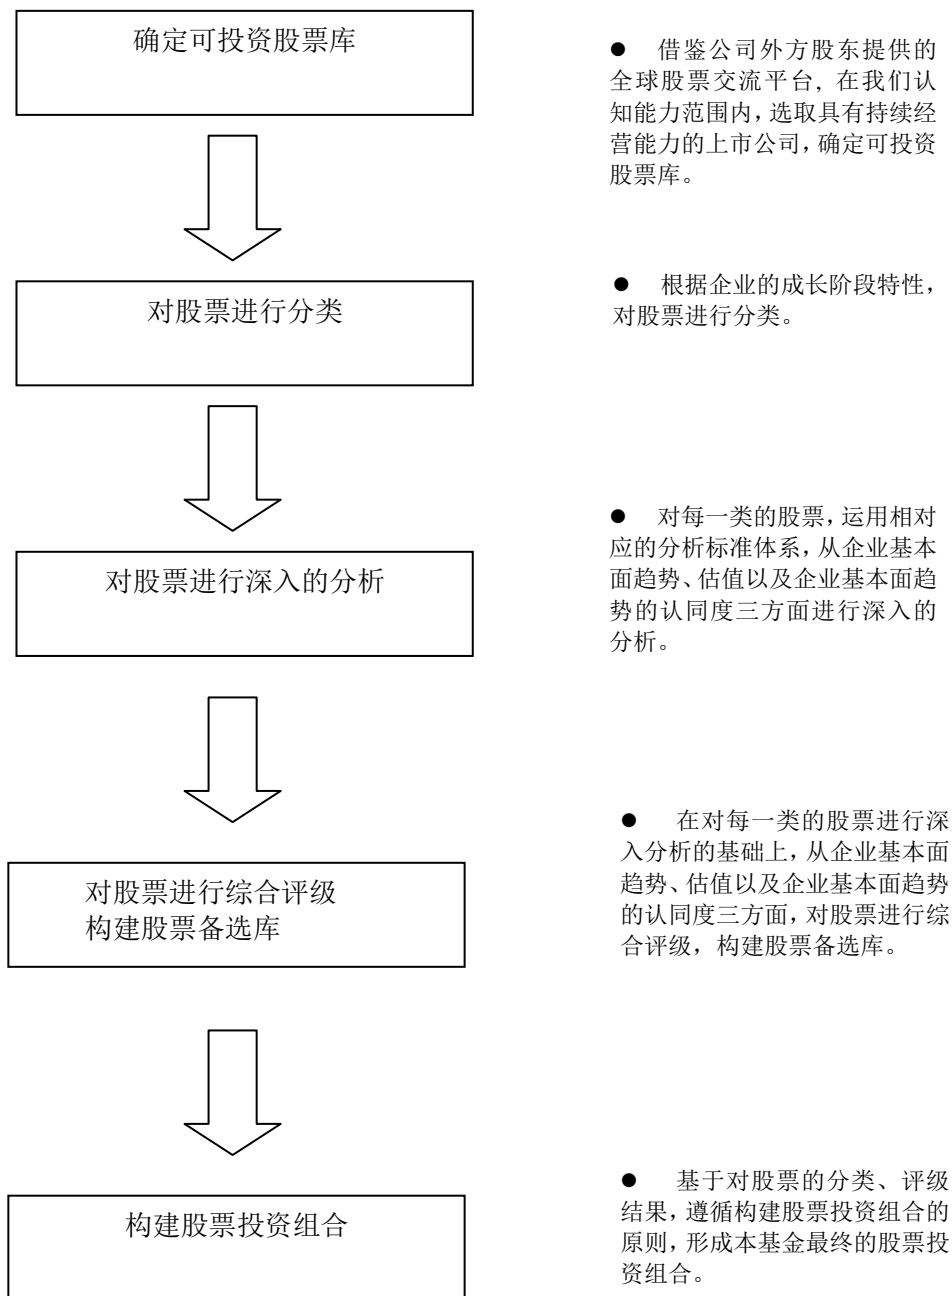 确定可投资股票库
● 借鉴公司外方股东提供的
全球股票交流平台, 在我们认
知能力范围内，选取具有持续经
营能力的上市公司，确定可投资
股票库。
对股票进行分类
● 根据企业的成长阶段特性，
对股票进行分类。
对股票进行深入的分析
● 对每一类的股票，运用相对
应的分析标准体系，从企业基本
面趋势、估值以及企业基本面趋
势的认同度三方面进行深入的
分析。
对股票进行综合评级
构建股票备选库
● 在对每一类的股票进行深
入分析的基础上，从企业基本面
趋势、估值以及企业基本面趋势
的认同度三方面，对股票进行综
合评级，构建股票备选库。
构建股票投资组合
● 基于对股票的分类、评级
结果，遵循构建股票投资组合的
原则，形成本基金最终的股票投
资组合。